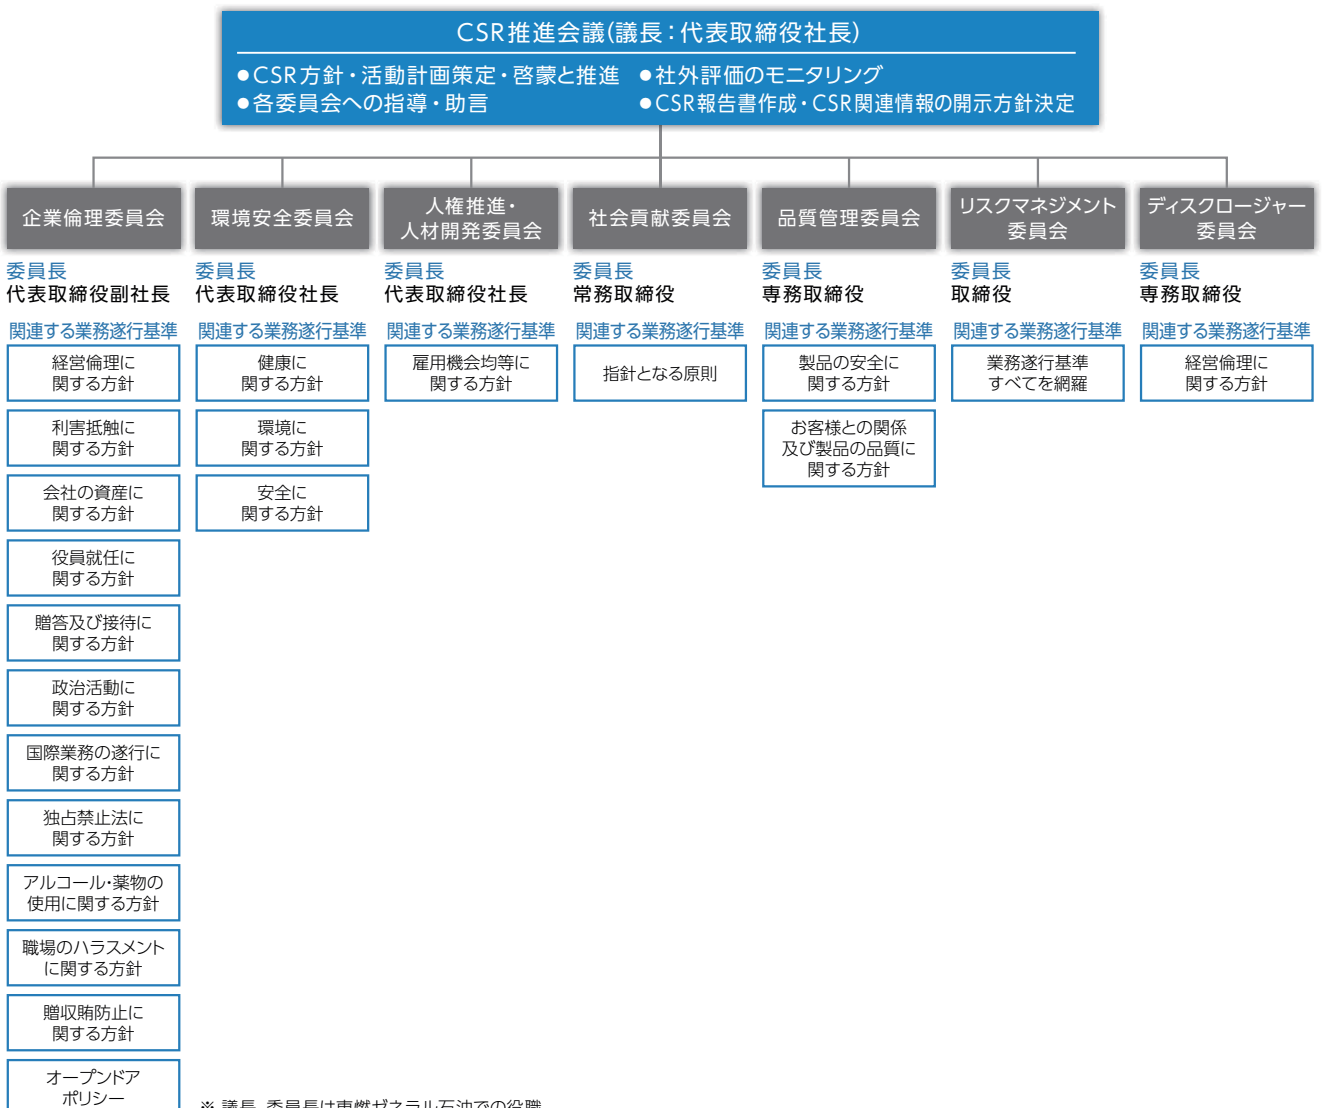 CSR推進会議(議長：代表取締役社長)
●CSR方針・活動計画策定・啓蒙と推進 ●社外評価のモニタリング
●各委員会への指導・助言 ●CSR報告書作成・CSR関連情報の開示方針決定
企業倫理委員会
委員長
代表取締役副社長
関連する業務遂行基準
経営倫理に
関する方針
利害抵触に
関する方針
会社の資産に
関する方針
役員就任に
関する方針
贈答及び接待に
関する方針
政治活動に
関する方針
国際業務の遂行に
関する方針
独占禁止法に
関する方針
アルコール・薬物の
使用に関する方針
職場のハラスメント
に関する方針
贈収賄防止に
関する方針
オープンドア
ポリシー
環境安全委員会
委員長
代表取締役社長
関連する業務遂行基準
健康に
関する方針
環境に
関する方針
安全に
関する方針
人権推進・
人材開発委員会
委員長
代表取締役社長
関連する業務遂行基準
雇用機会均等に
関する方針
社会貢献委員会
委員長
常務取締役
関連する業務遂行基準
指針となる原則
品質管理委員会
委員長
専務取締役
関連する業務遂行基準
製品の安全に
関する方針
お客様との関係
及び製品の品質に
関する方針
リスクマネジメント
委員会
委員長
取締役
関連する業務遂行基準
業務遂行基準
すべてを網羅
ディスクロージャー
委員会
委員長
専務取締役
関連する業務遂行基準
経営倫理に
関する方針
※ 議長、委員長は東燃ゼネラル石油での役職